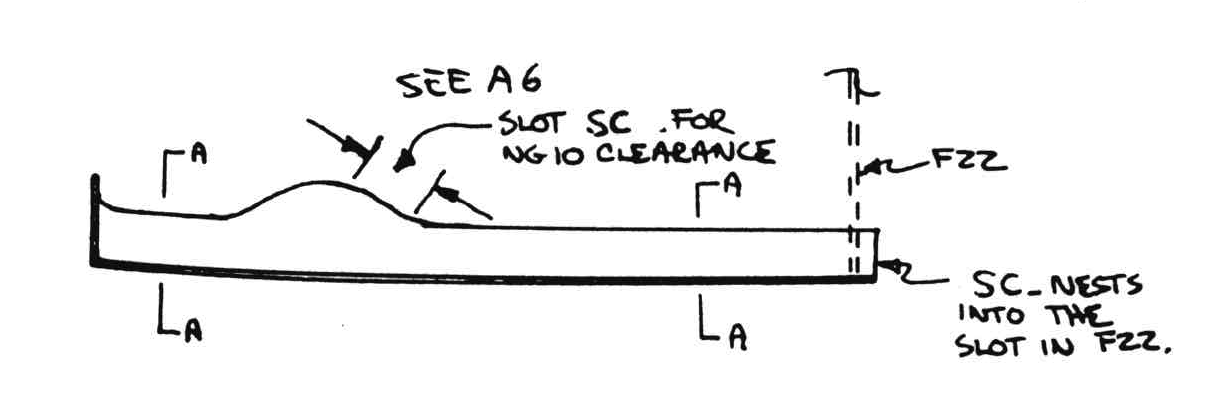 SEE A6
SLOT SC . FOR
NG10 CLEARANCE
A
A
F22
A
A
SC - NESTS
INTO THE
SLOT IN F22.